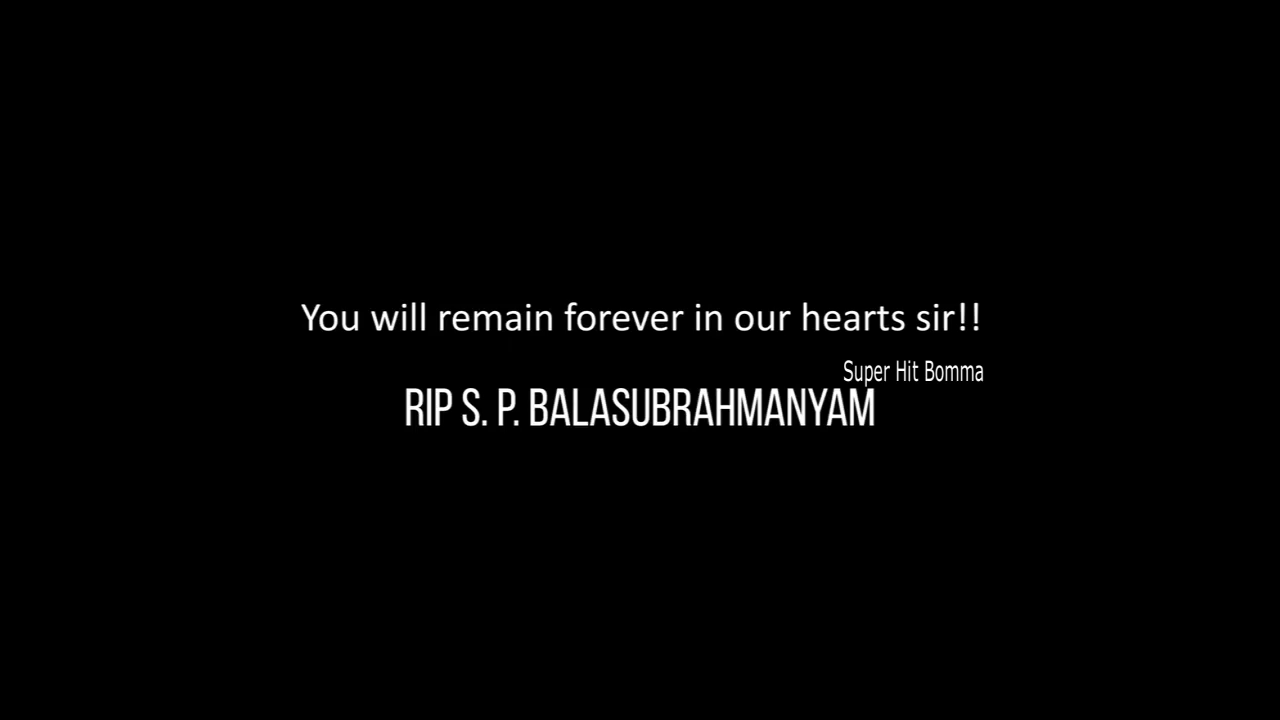 You will remain forever in our hearts sir!!
Super Hit Bomma
RIP S. P. BALASUBRAHMANYAM